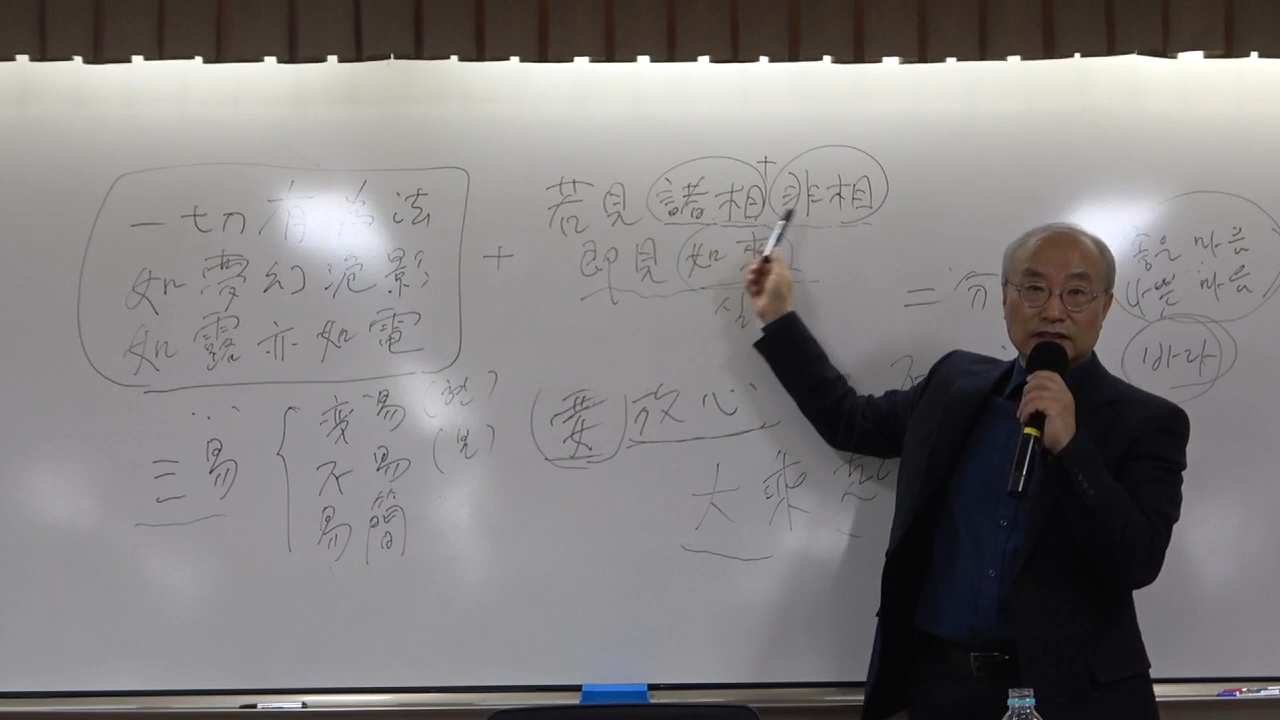 一切有為法
如夢幻泡影
如露亦如電
+
若見諸相+非相
即見如來
실
=分
좋은 마음
나쁜 마음
바다
三易
變易
不易
易簡
(要)放心
大乘